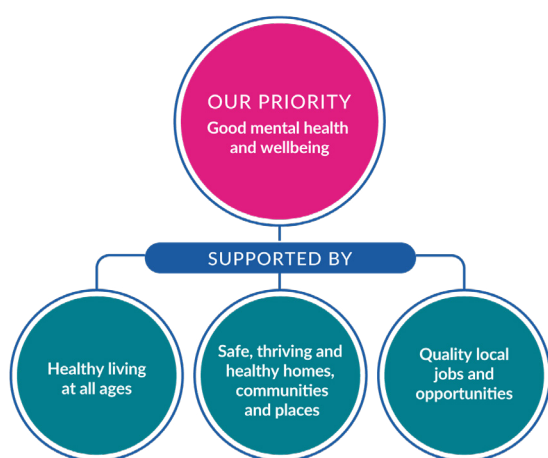 OUR PRIORITY
Good mental health
and wellbeing
SUPPORTED BY
Healthy living
at all ages
Safe, thriving and
healthy homes,
communities
and places
Quality local
jobs and
opportunities